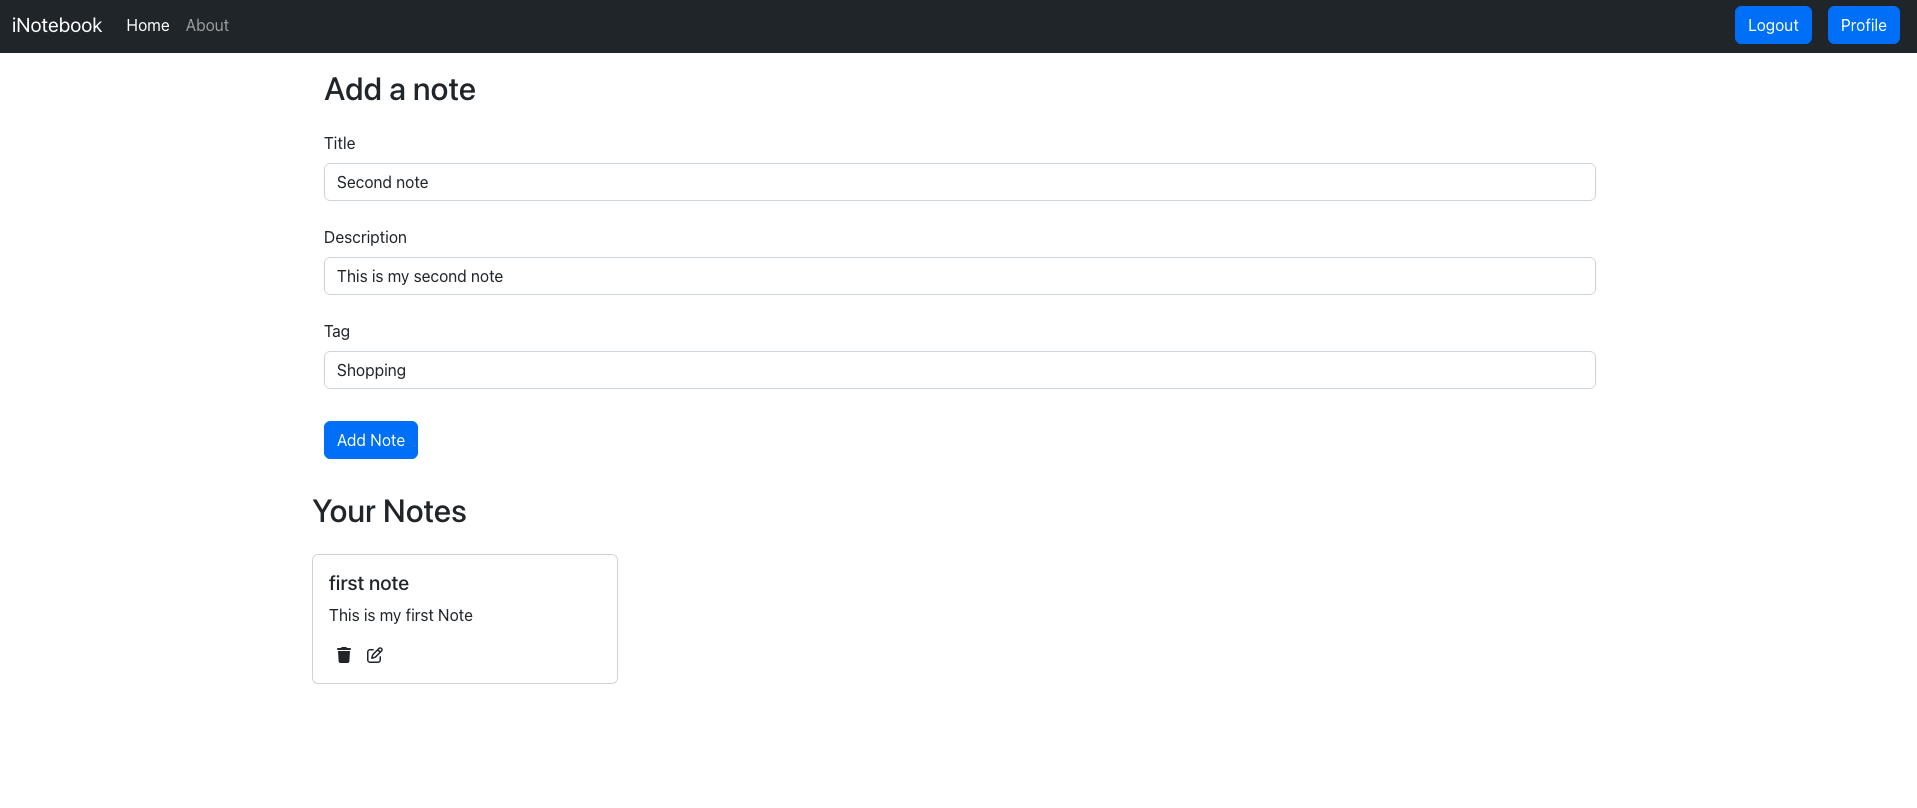 iNotebook Home About Logout Profile
Add a note
Title
Second note
Description
This is my second note
Tag
Shopping
Add Note
Your Notes
first note
This is my first Note